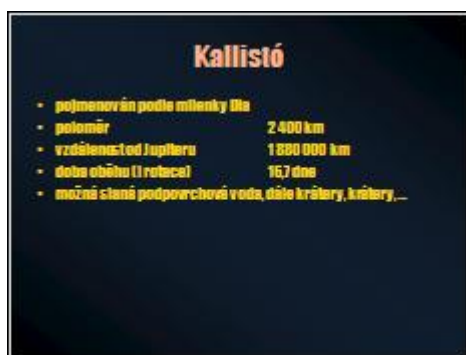 Kallistó
• pojmenován podle milenky Dia
• poloměr 2 400 km
• vzdálenost od Jupiteru 1 880 000 km
• doba oběhu (i rotace) 16,7 dne
• možná slaná podpovrchová voda, dále krátery, krátery, ...